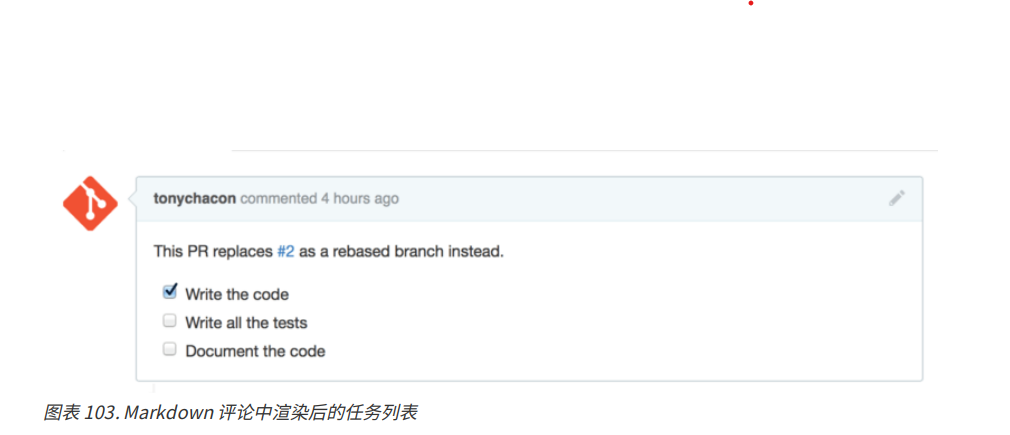 tonychacon commented 4 hours ago
This PR replaces #2 as a rebased branch instead.
Write the code
Write all the tests
Document the code
图表 103. Markdown 评论中渲染后的任务列表